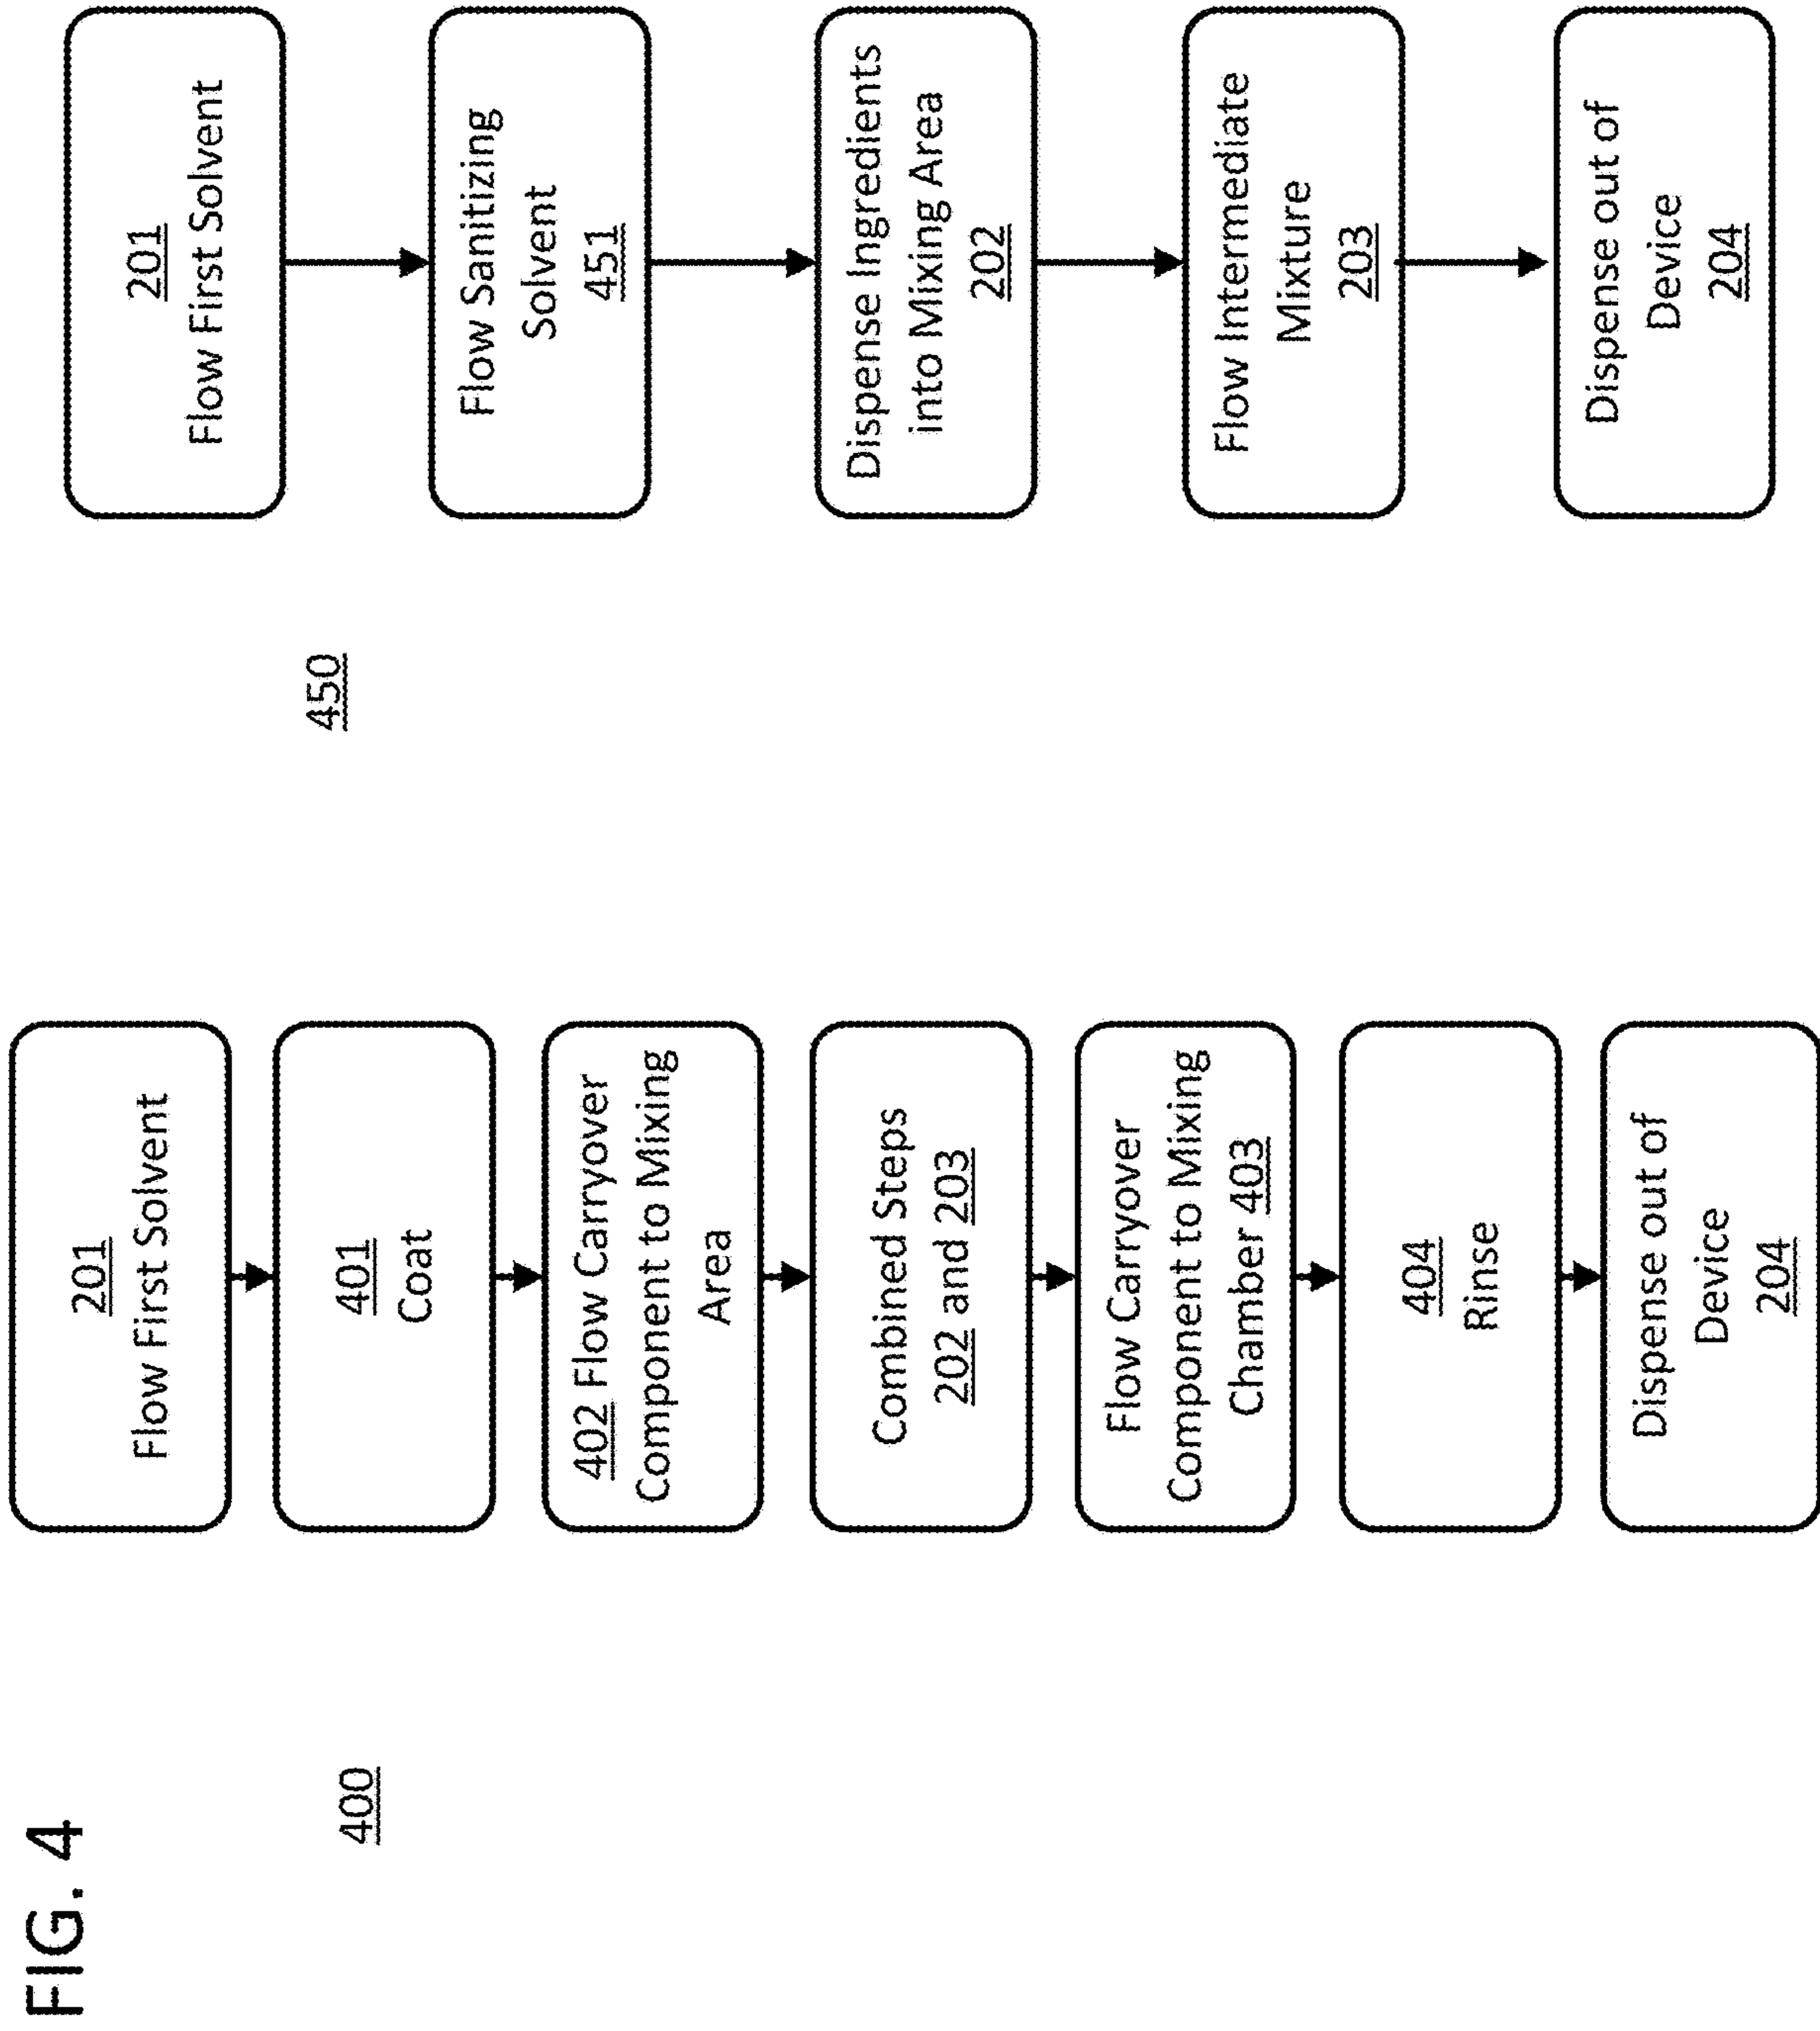 FIG. 4
400
201
Flow First Solvent
401
Coat
402 Flow Carryover
Component to Mixing
Area
Combined Steps
202 and 203
Flow Carryover
Component to Mixing
Chamber 403
404
Rinse
Dispense out of
Device
204
450
201
Flow First Solvent
Flow Sanitizing
Solvent
451
Dispense Ingredients
into Mixing Area
202
Flow Intermediate
Mixture
203
Dispense out of
Device
204